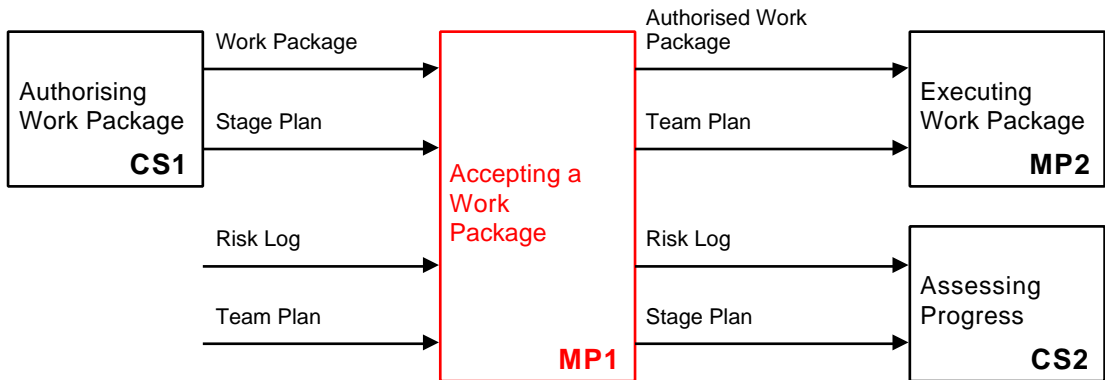 Authorising
Work Package
CS1
Work Package
Stage Plan
Risk Log
Team Plan
Accepting a
Work
Package
MP1
Authorised Work
Package
Team Plan
Risk Log
Stage Plan
Executing
Work Package
MP2
Assessing
Progress
CS2